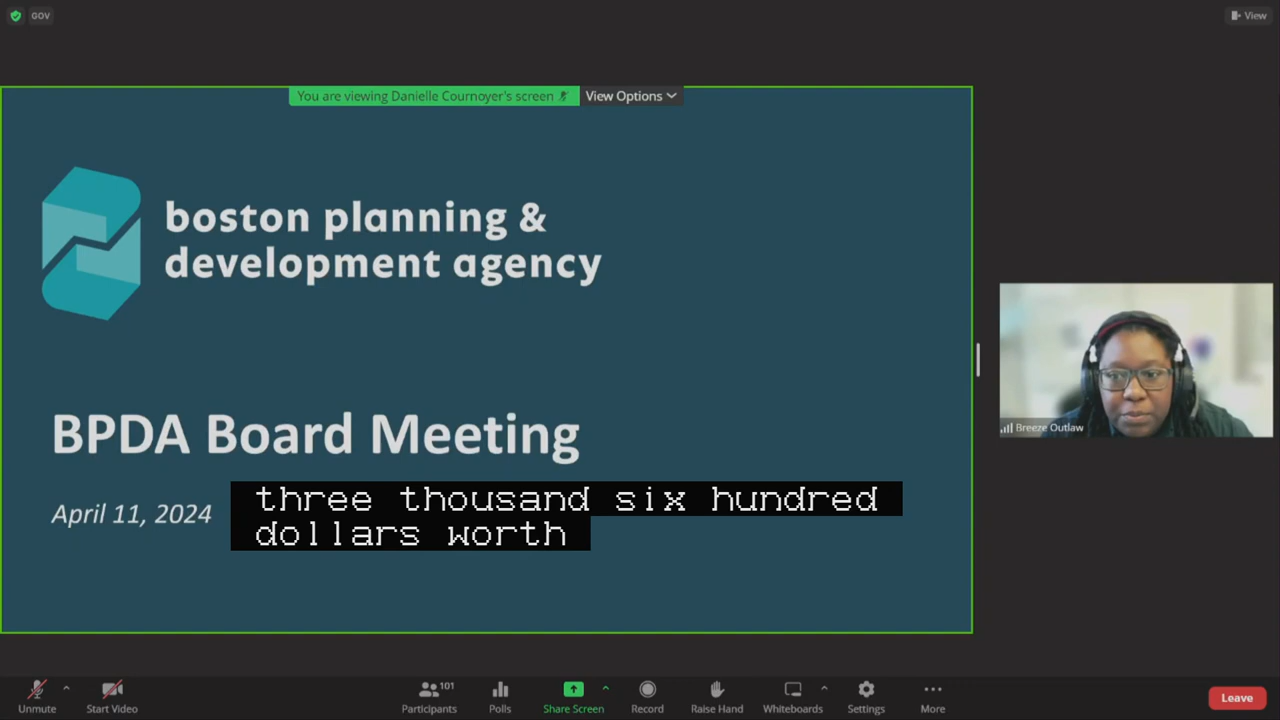 GOV
View
You are viewing Danielle Cournoyer's screen
View Options
boston planning &
development agency
BPDA Board Meeting
April 11, 2024
three thousand six hundred
dollars worth
Breeze Outlaw
Unmute
Start Video
Participants
101
Polls
Share Screen
Record
Raise Hand
Whiteboards
Settings
More
Leave